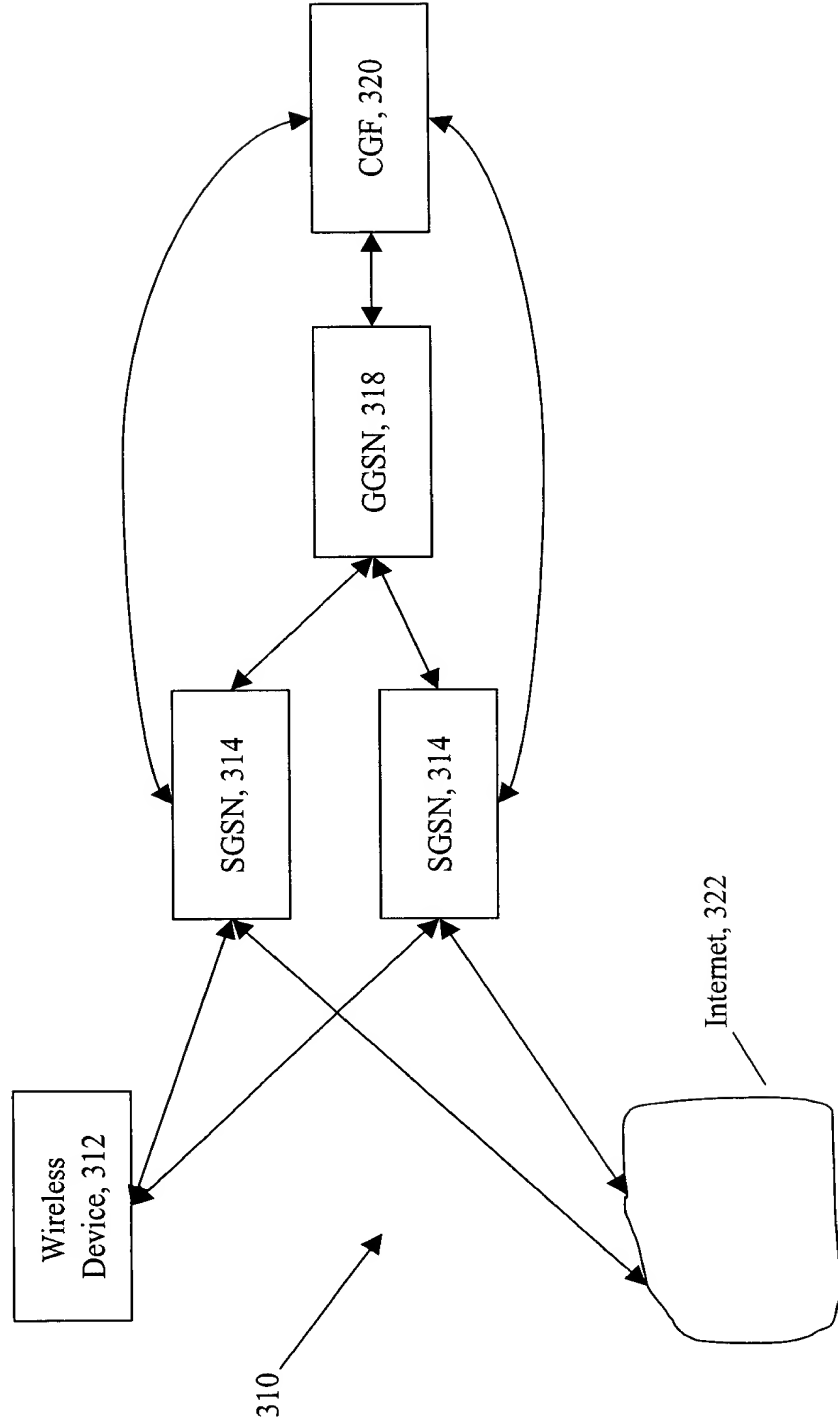 Wireless
Device, 312
SGSN, 314
SGSN, 314
GGSN, 318
CGF, 320
310
Internet, 322